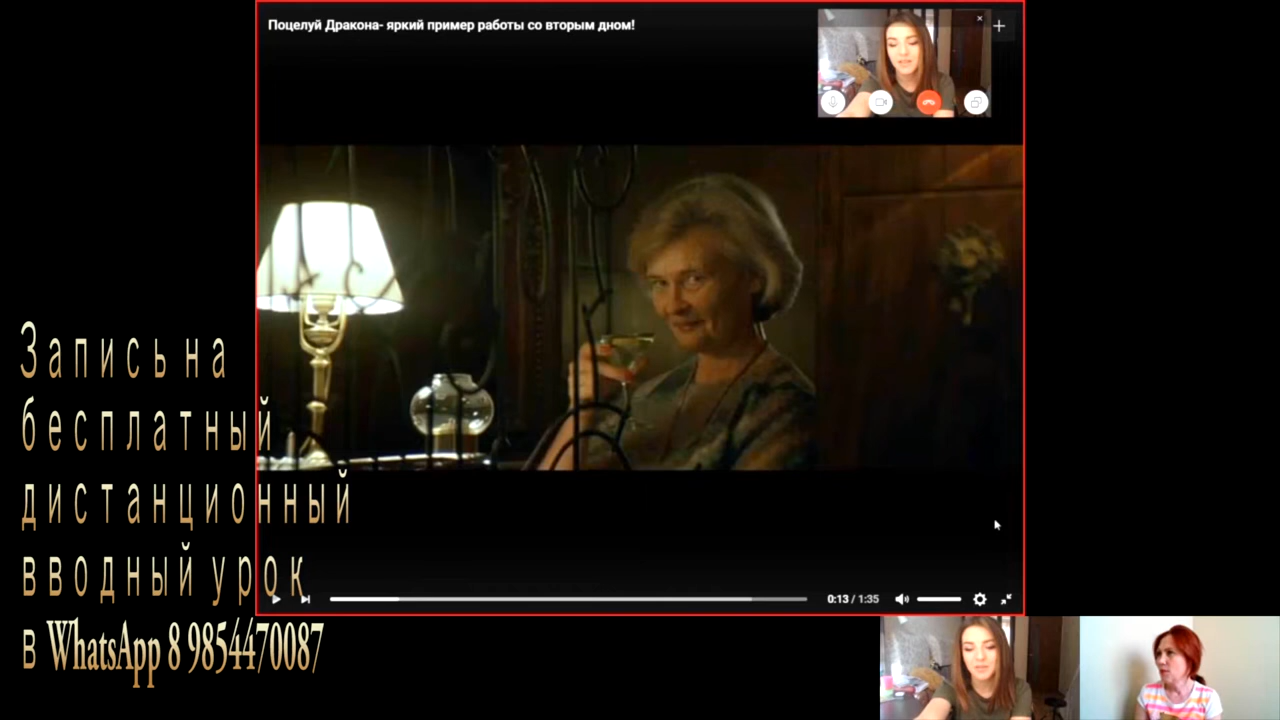 Поцелуй Дракона- яркий пример работы со вторым дном!
Запись на
бесплатный
дистанционный
вводный урок
в WhatsApp 8 9854470087
0:13 / 1:35